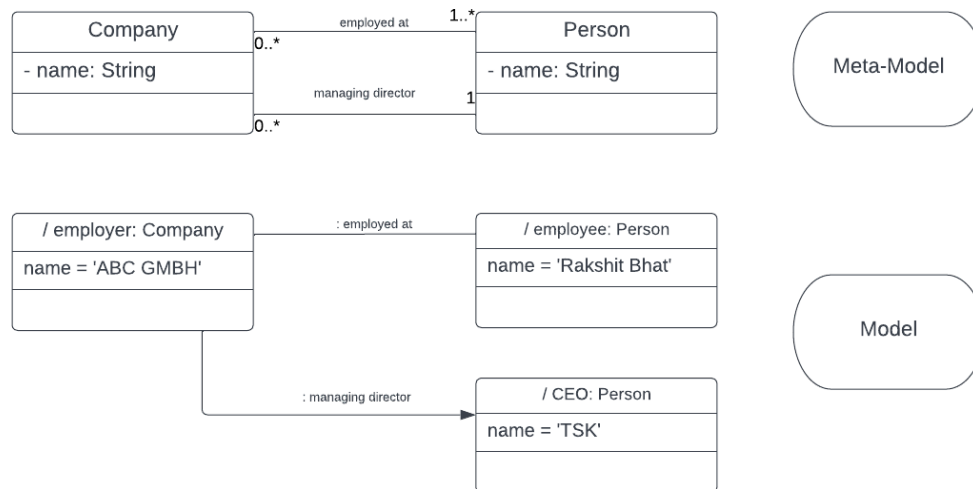 Company
- name: String
employed at
1..*
0..*
managing director
1
0..*
Person
- name: String
Meta-Model
/ employer: Company
name = 'ABC GMBH'
: employed at
/ employee: Person
name = 'Rakshit Bhat'
: managing director
/ CEO: Person
name = 'TSK'
Model